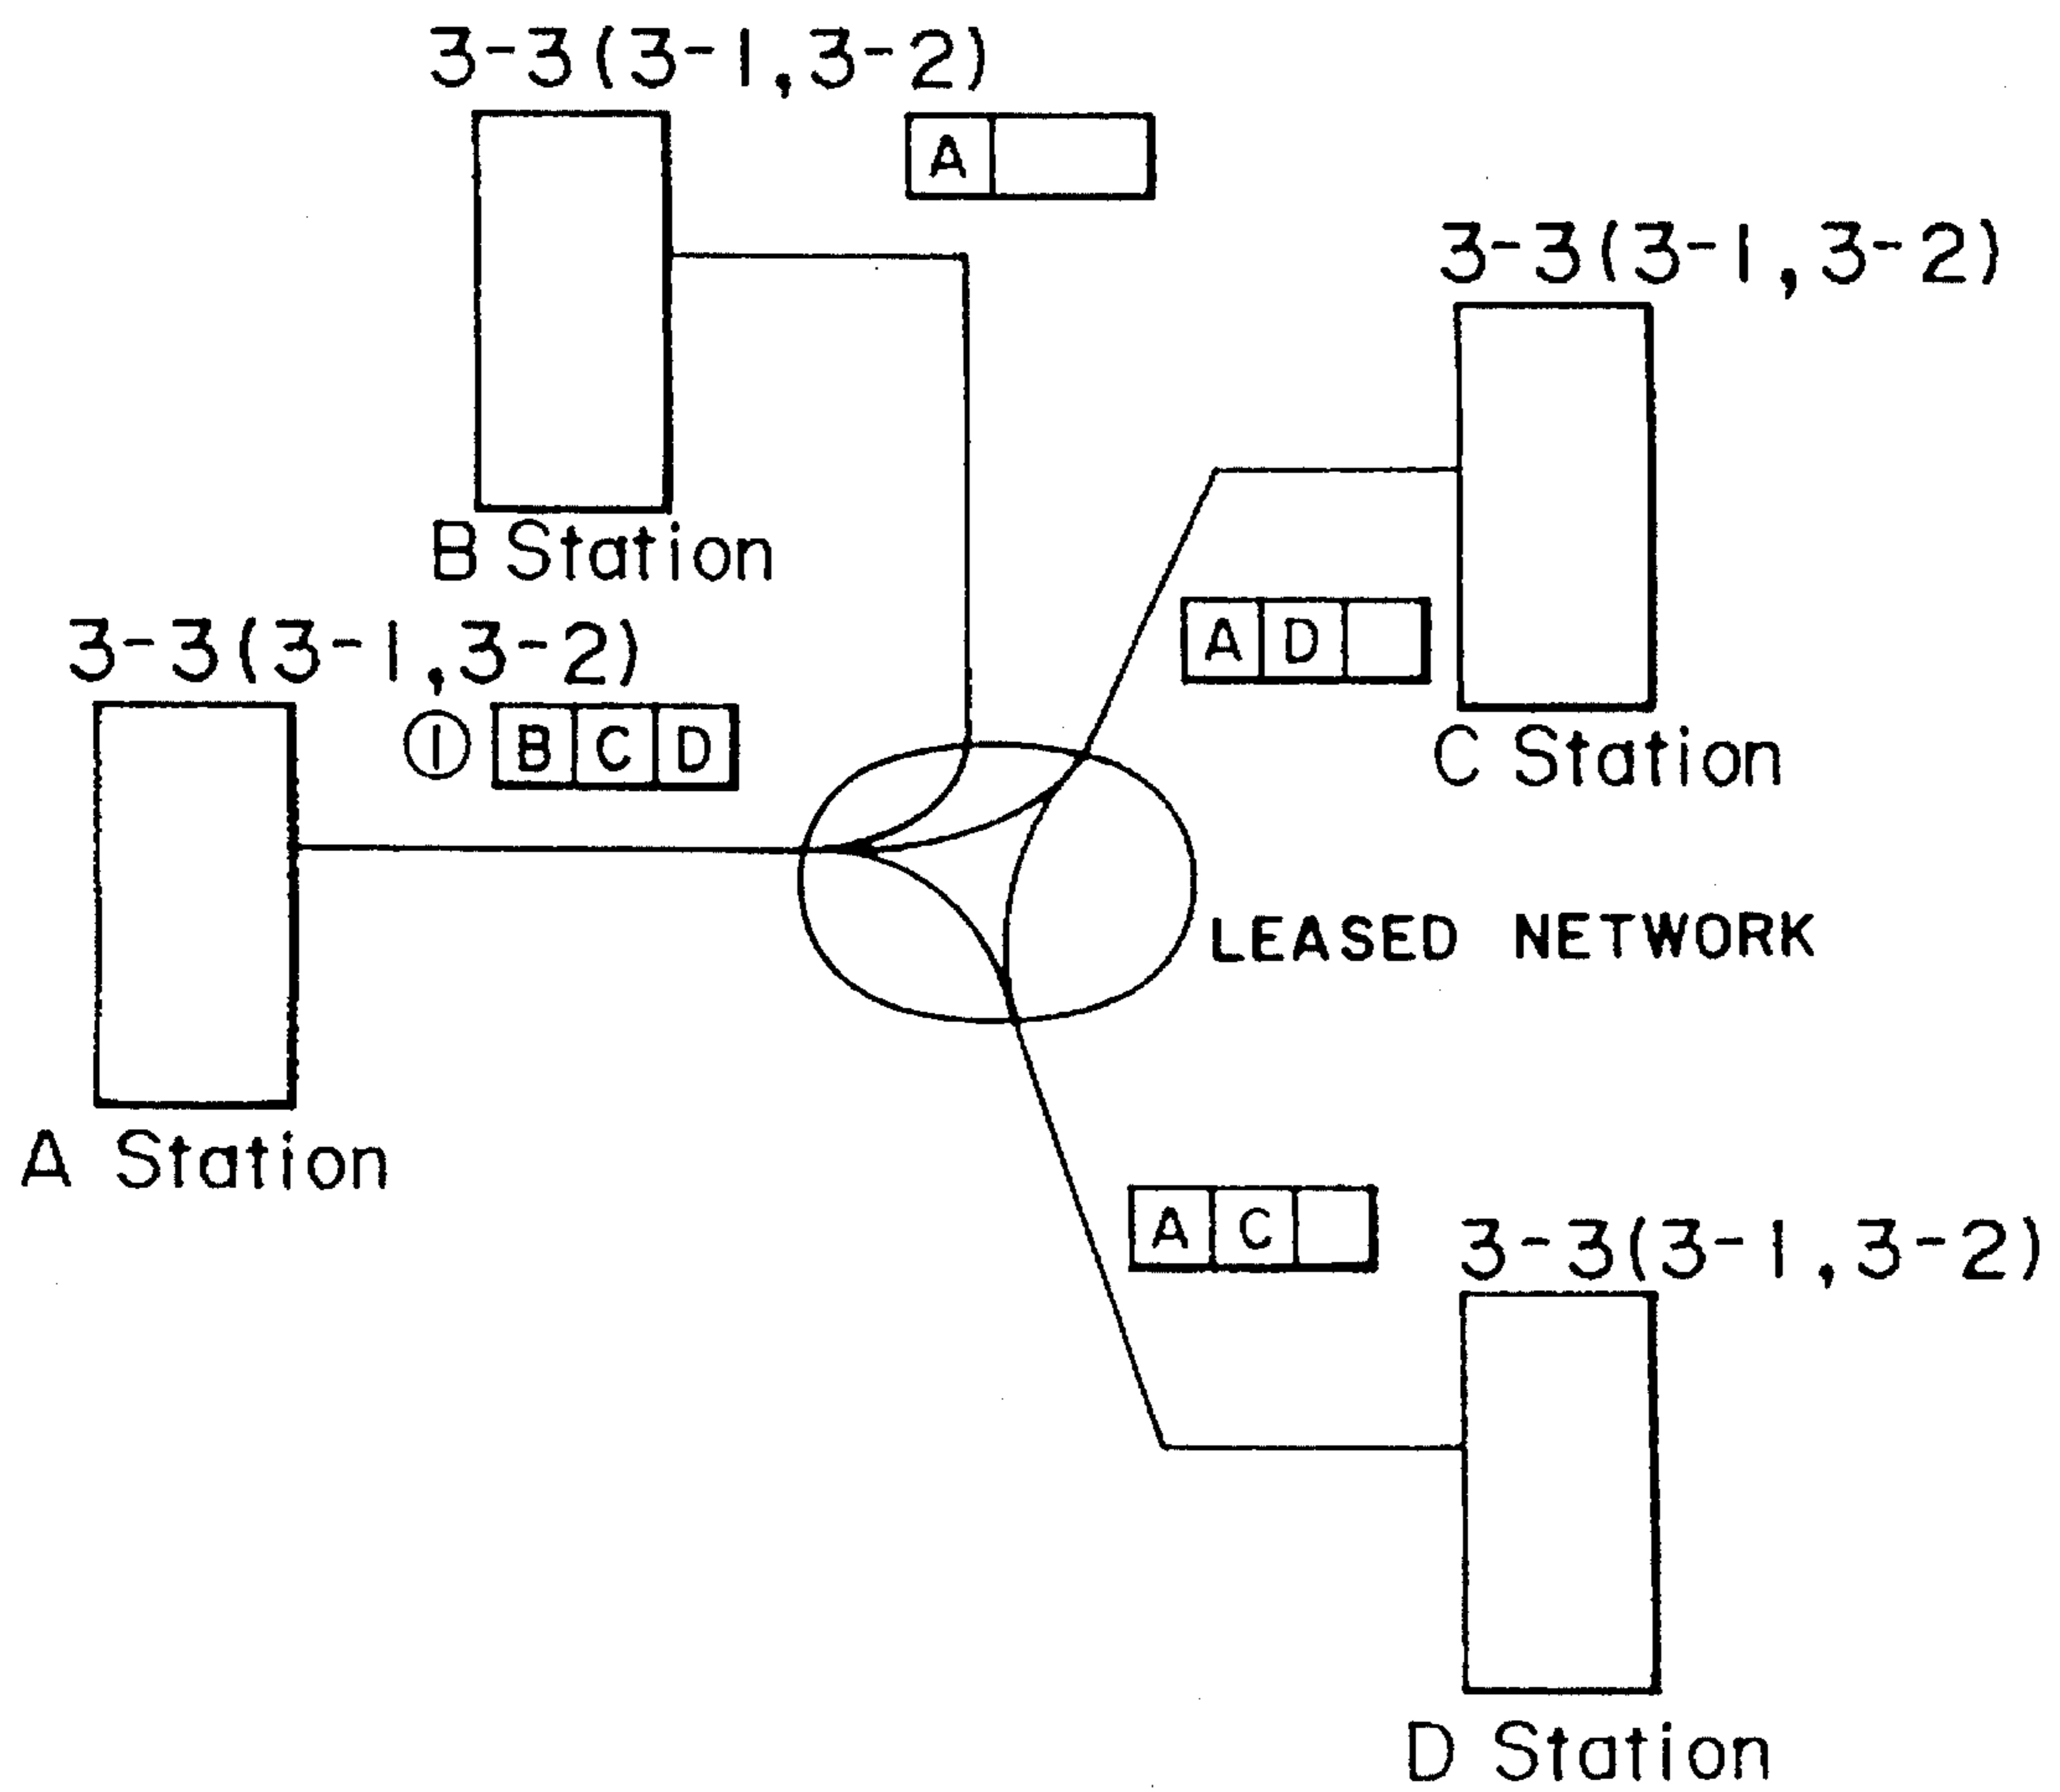 3-3(3-1,3-2)
A
B Station
3-3(3-1,3-2)
A D
C Station
3-3(3-1,3-2)
① B C D
A Station
LEASED NETWORK
A C
3-3(3-1,3-2)
D Station